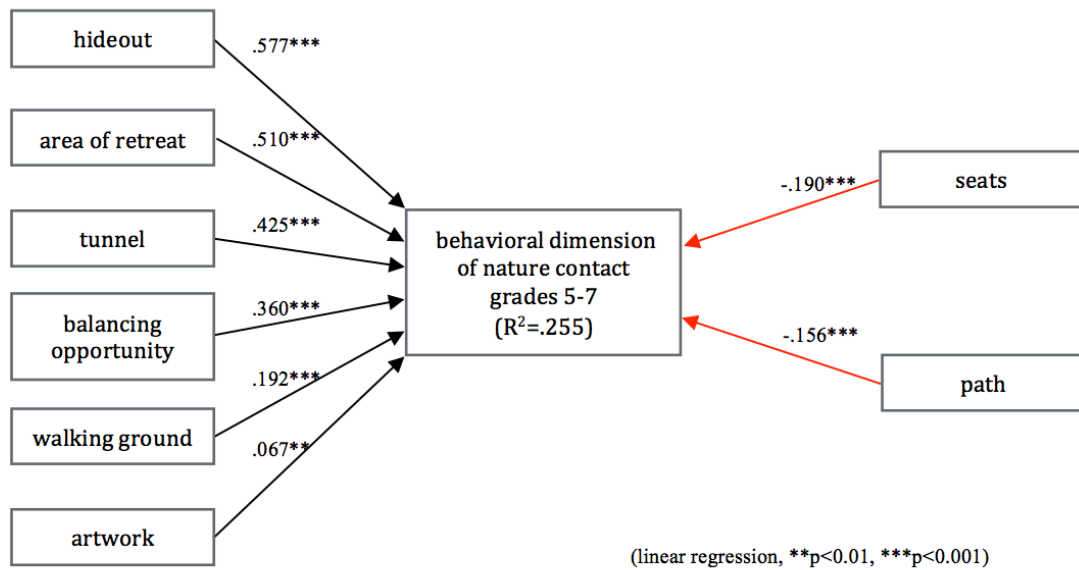 hideout
.577***
area of retreat
.510***
tunnel
.425***
balancing
opportunity
.360***
walking ground
.192***
artwork
.067**
behavioral dimension
of nature contact
grades 5-7
(R²=.255)
seats
-.190***
path
-.156***
(linear regression, **p<0.01, ***p<0.001)